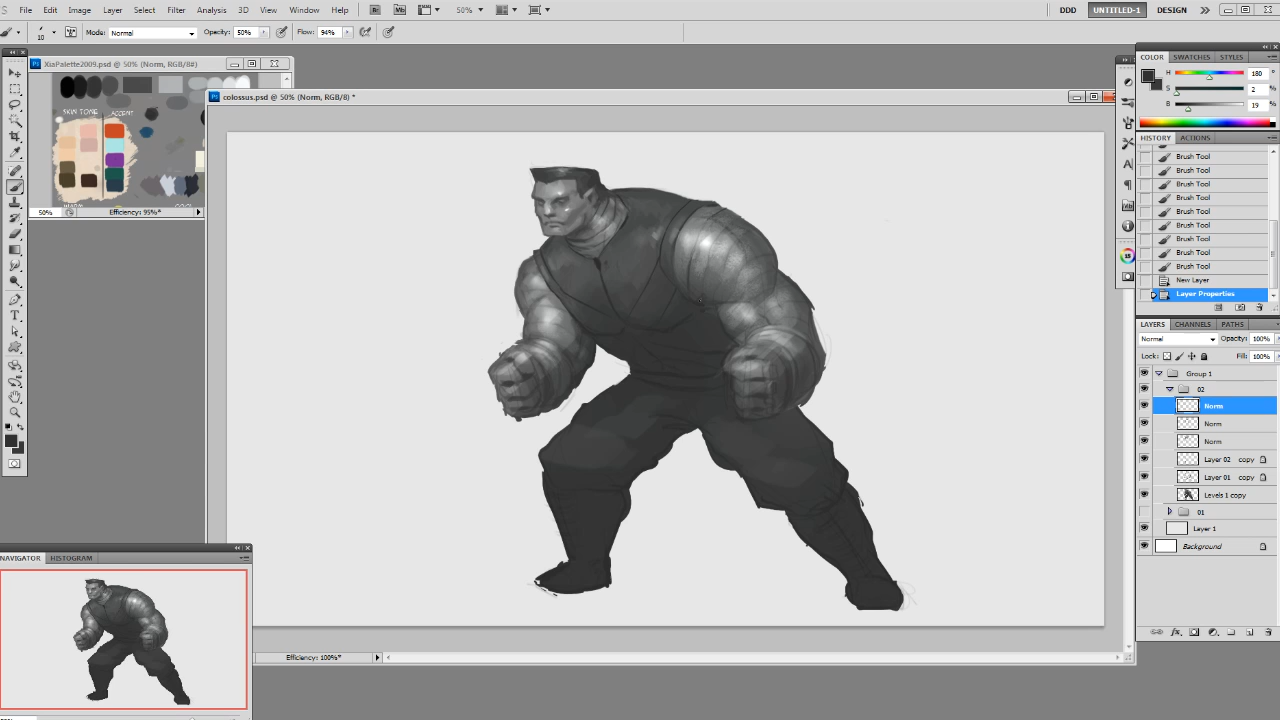 File Edit Image Layer Select Filter Analysis 3D View Window Help Br Mb 50% DDD UNTITLED-1 DESIGN
10 Mode: Normal Opacity: 50% Flow: 94%
XiaPalette2009.psd @ 50% (Norm, RGB/8#)
SKIN TONE ACCENT
50% Efficiency: 95%*
colossus.psd @ 50% (Norm, RGB/8) *
Efficiency: 100%*
NAVIGATOR HISTOGRAM
COLOR SWATCHES STYLES
H 180 °
S 2 %
B 19 %
HISTORY ACTIONS
Brush Tool
Brush Tool
Brush Tool
Brush Tool
Brush Tool
Brush Tool
Brush Tool
Brush Tool
Brush Tool
New Layer
Layer Properties
LAYERS CHANNELS PATHS
Normal Opacity: 100%
Lock: Fill: 100%
Group 1
02
Norm
Norm
Norm
Layer 02 copy
Layer 01 copy
Levels 1 copy
01
Layer 1
Background